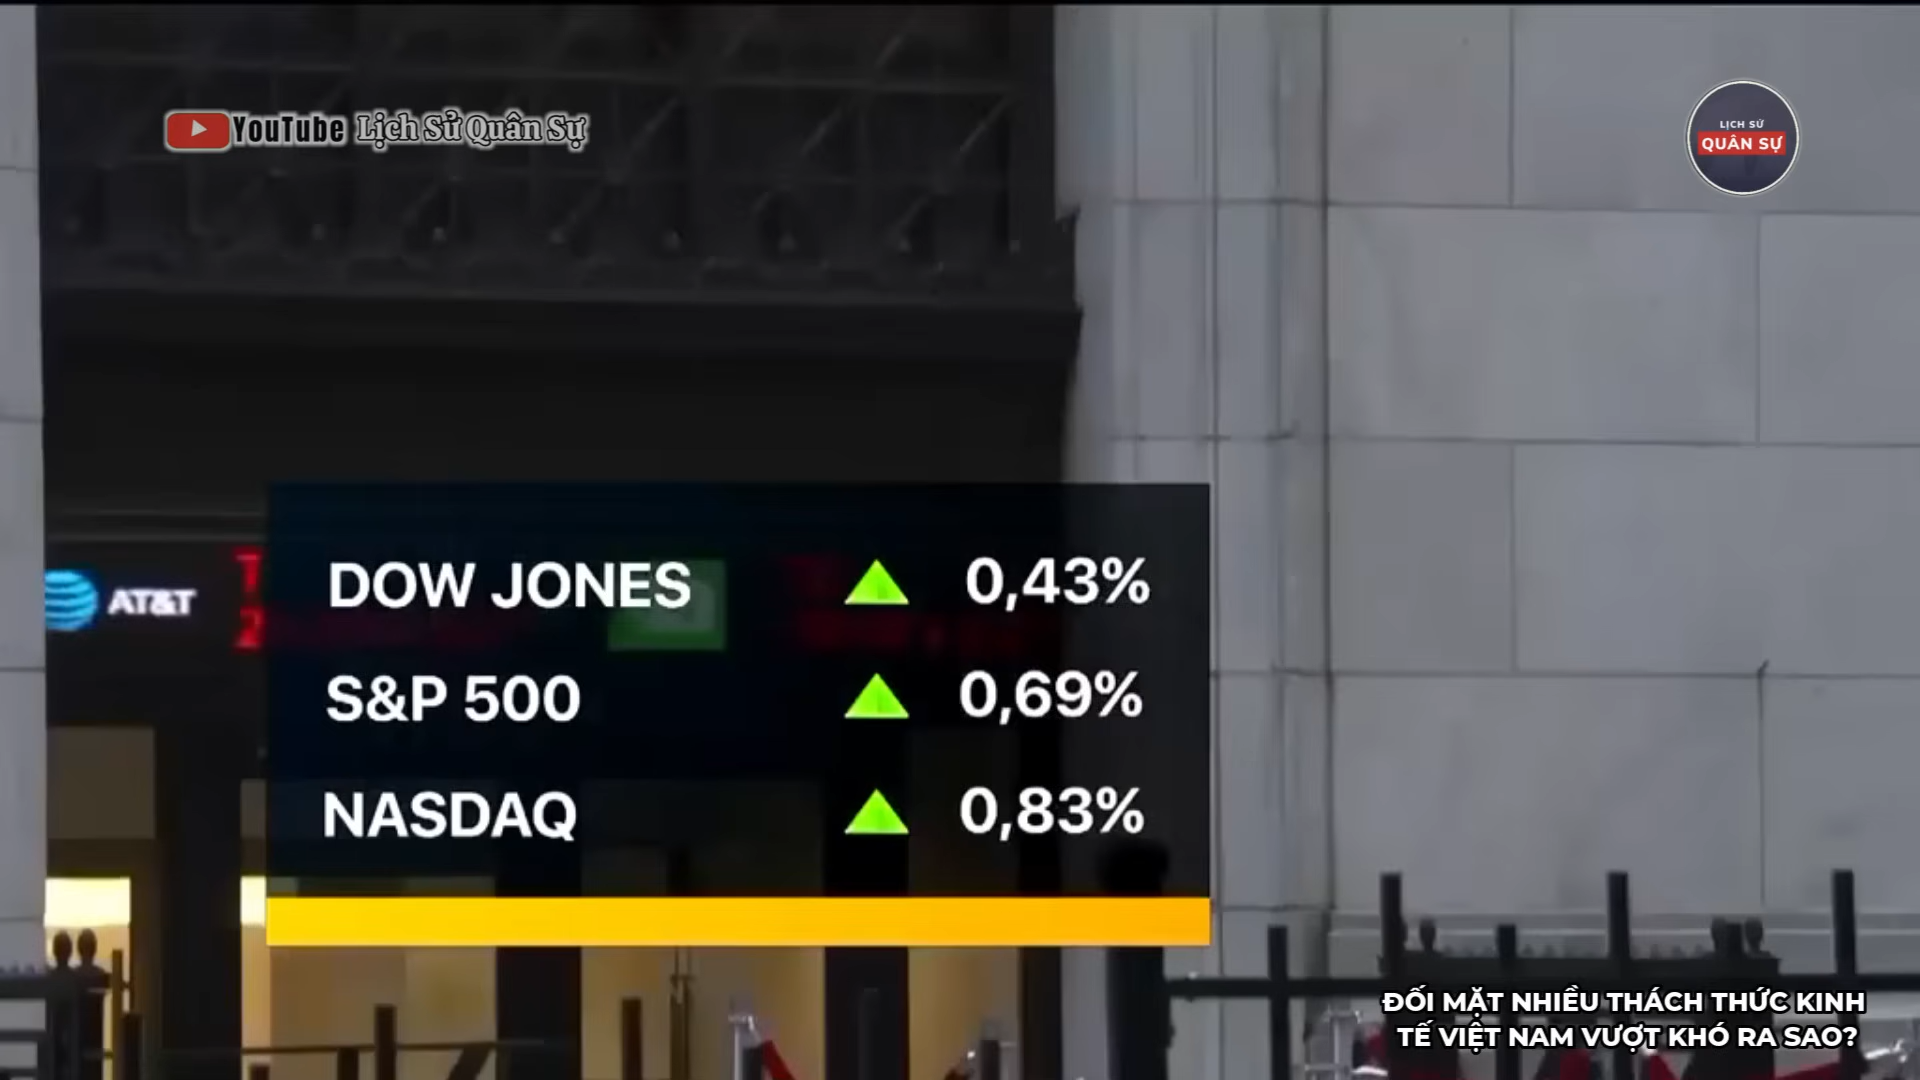 YouTube Lịch Sử Quân Sự
LỊCH SỬ
QUÂN SỰ
AT&T
DOW JONES 0,43%
S&P 500 0,69%
NASDAQ 0,83%
ĐỐI MẶT NHIỀU THÁCH THỨC KINH
TẾ VIỆT NAM VƯỢT KHÓ RA SAO?